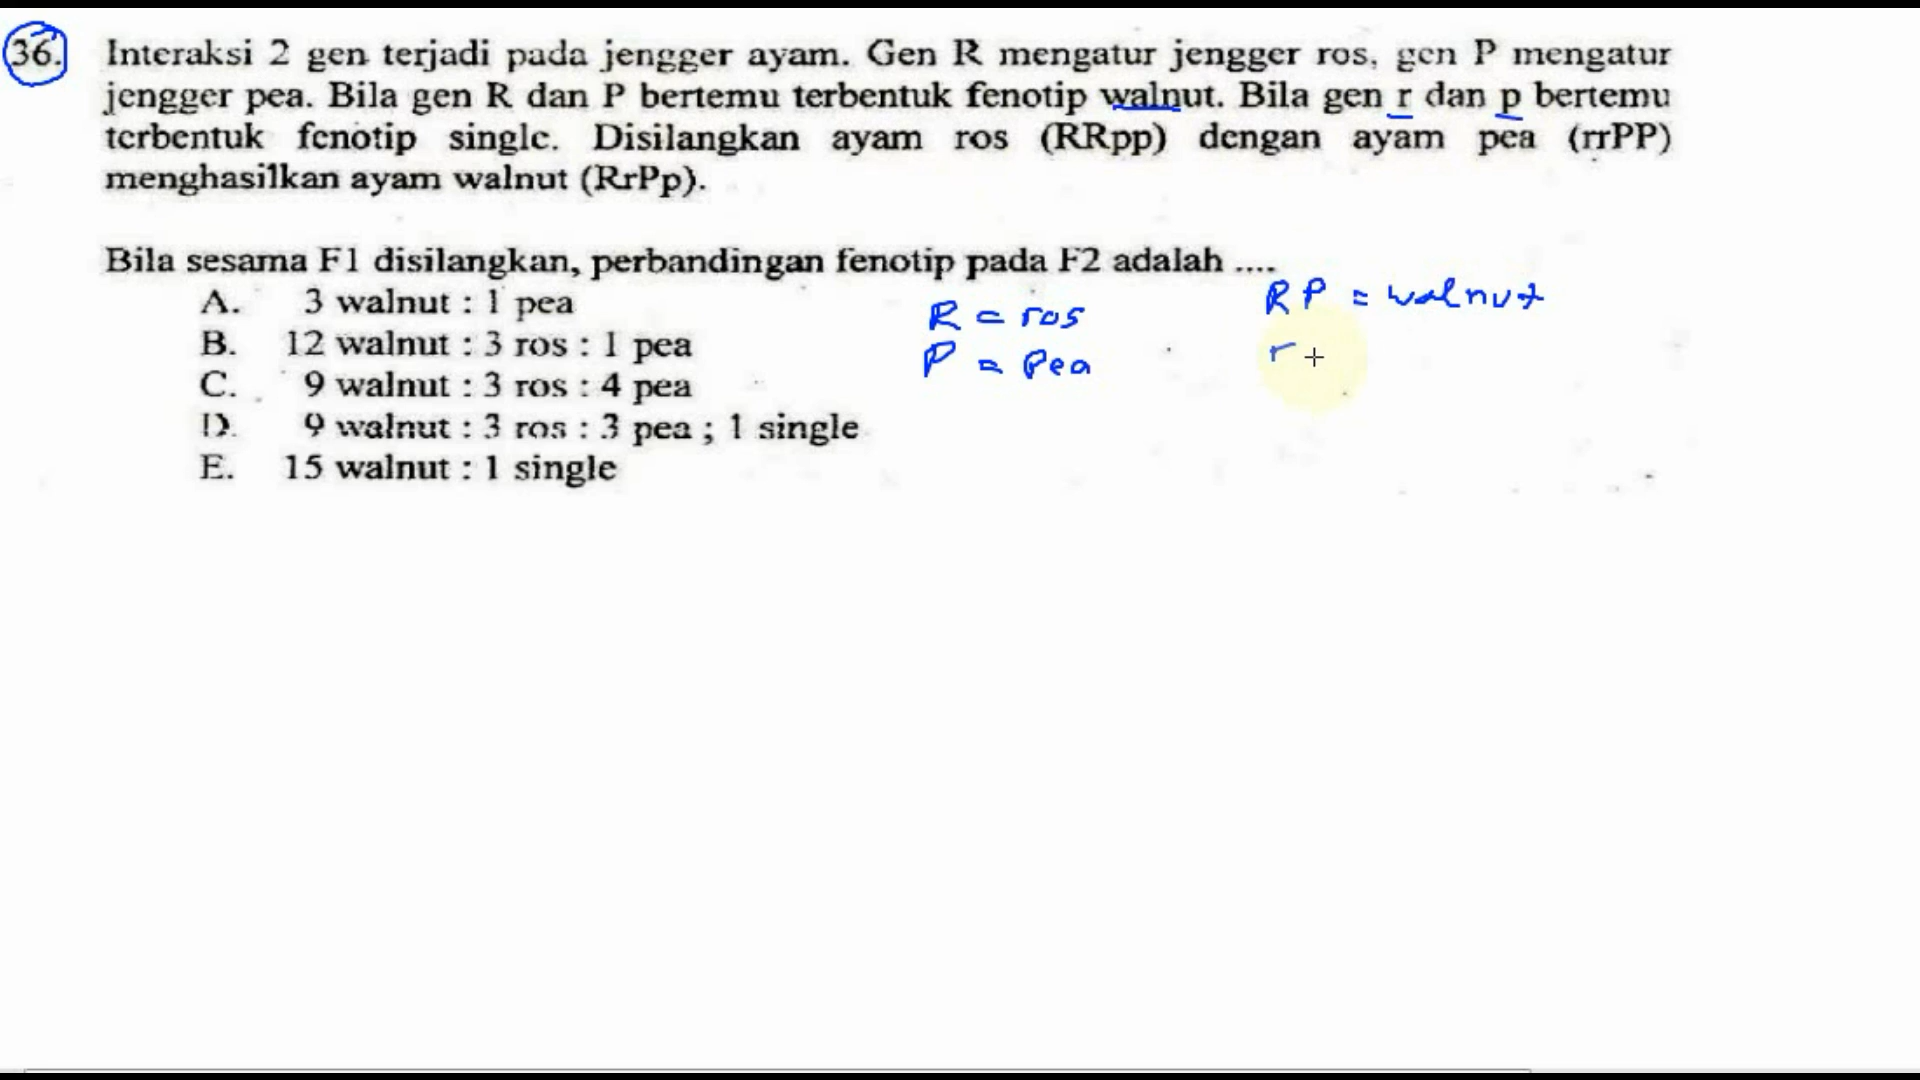 36. Interaksi 2 gen terjadi pada jengger ayam. Gen R mengatur jengger ros, gen P mengatur
jengger pea. Bila gen R dan P bertemu terbentuk fenotip walnut. Bila gen r dan p bertemu
terbentuk fenotip single. Disilangkan ayam ros (RRpp) dengan ayam pea (rrPP)
menghasilkan ayam walnut (RrPp).
Bila sesama F1 disilangkan, perbandingan fenotip pada F2 adalah ....
A. 3 walnut : 1 pea
B. 12 walnut : 3 ros : 1 pea
C. 9 walnut : 3 ros : 4 pea
D. 9 walnut : 3 ros : 3 pea ; 1 single
E. 15 walnut : 1 single
R = ros
P = Pea
RP = walnut
r